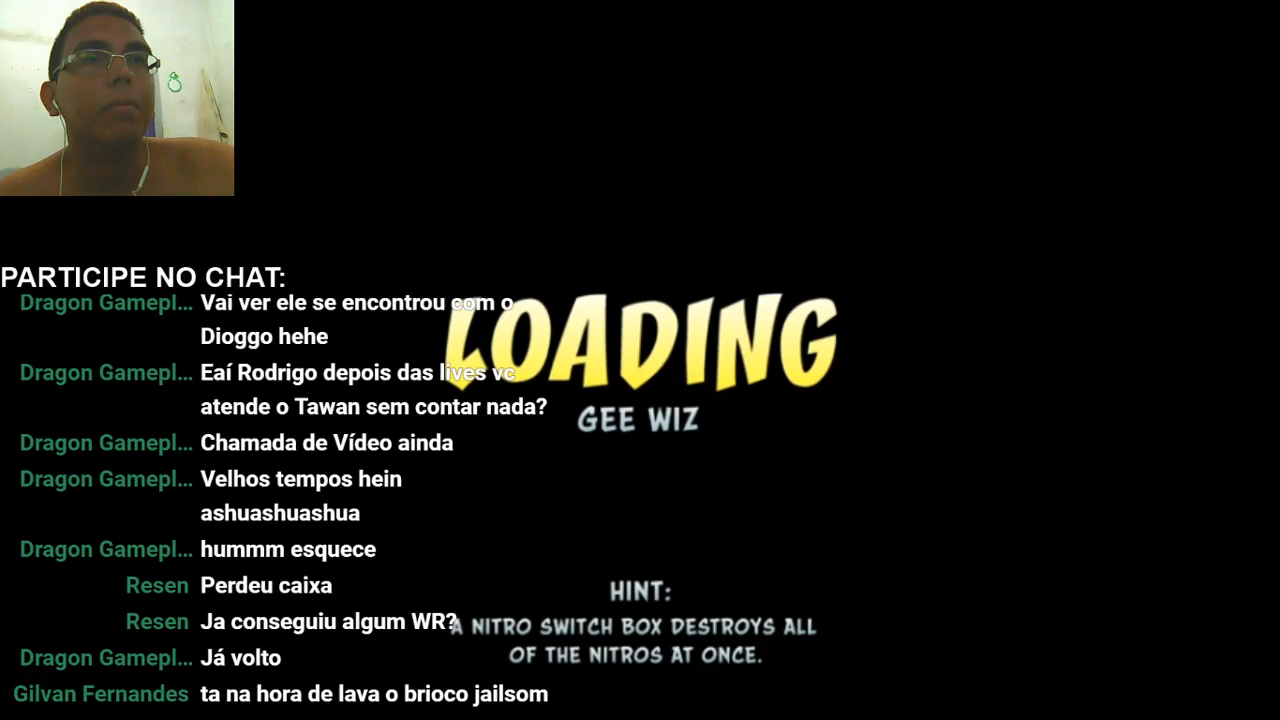 PARTICIPE NO CHAT:
Dragon Gamepl... Vai ver ele se encontrou com o
Dioggo hehe
Dragon Gamepl... Eaí Rodrigo depois das lives vc
atende o Tawan sem contar nada?
Dragon Gamepl... Chamada de Vídeo ainda
Dragon Gamepl... Velhos tempos hein
ashuashuashua
Dragon Gamepl... hummm esquece
Resen Perdeu caixa
Resen Ja conseguiu algum WR?
Dragon Gamepl... Já volto
Gilvan Fernandes ta na hora de lava o brioco jailsom
LOADING
GEE WIZ
HINT:
A NITRO SWITCH BOX DESTROYS ALL
OF THE NITROS AT ONCE.